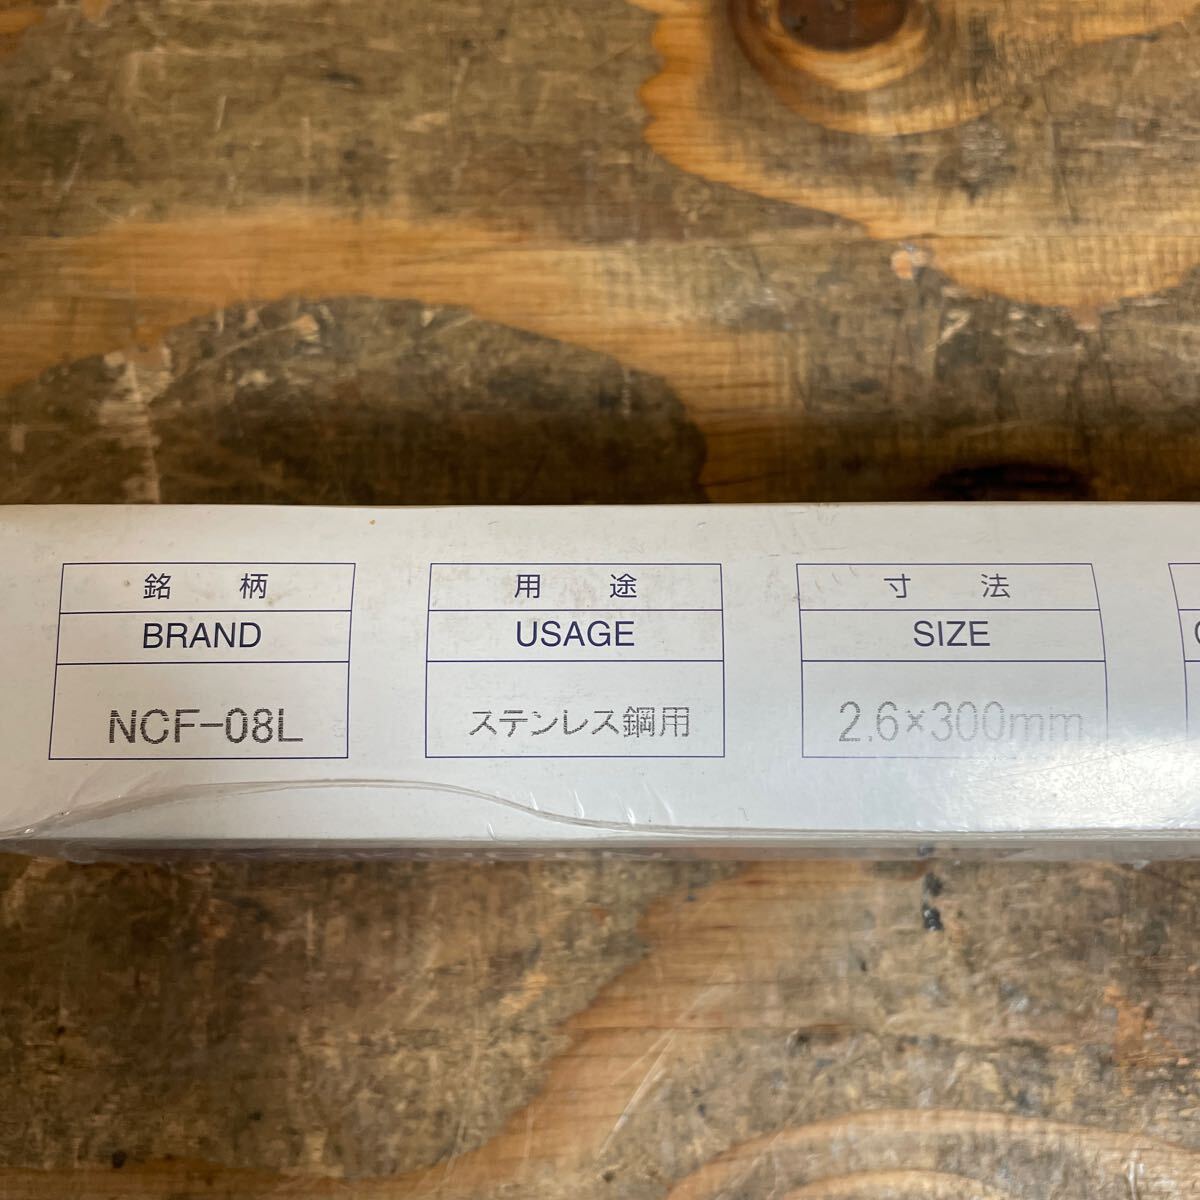 銘 柄
BRAND
NCF-08L
用 途
USAGE
ステンレス鋼用
寸 法
SIZE
2.6×300mm